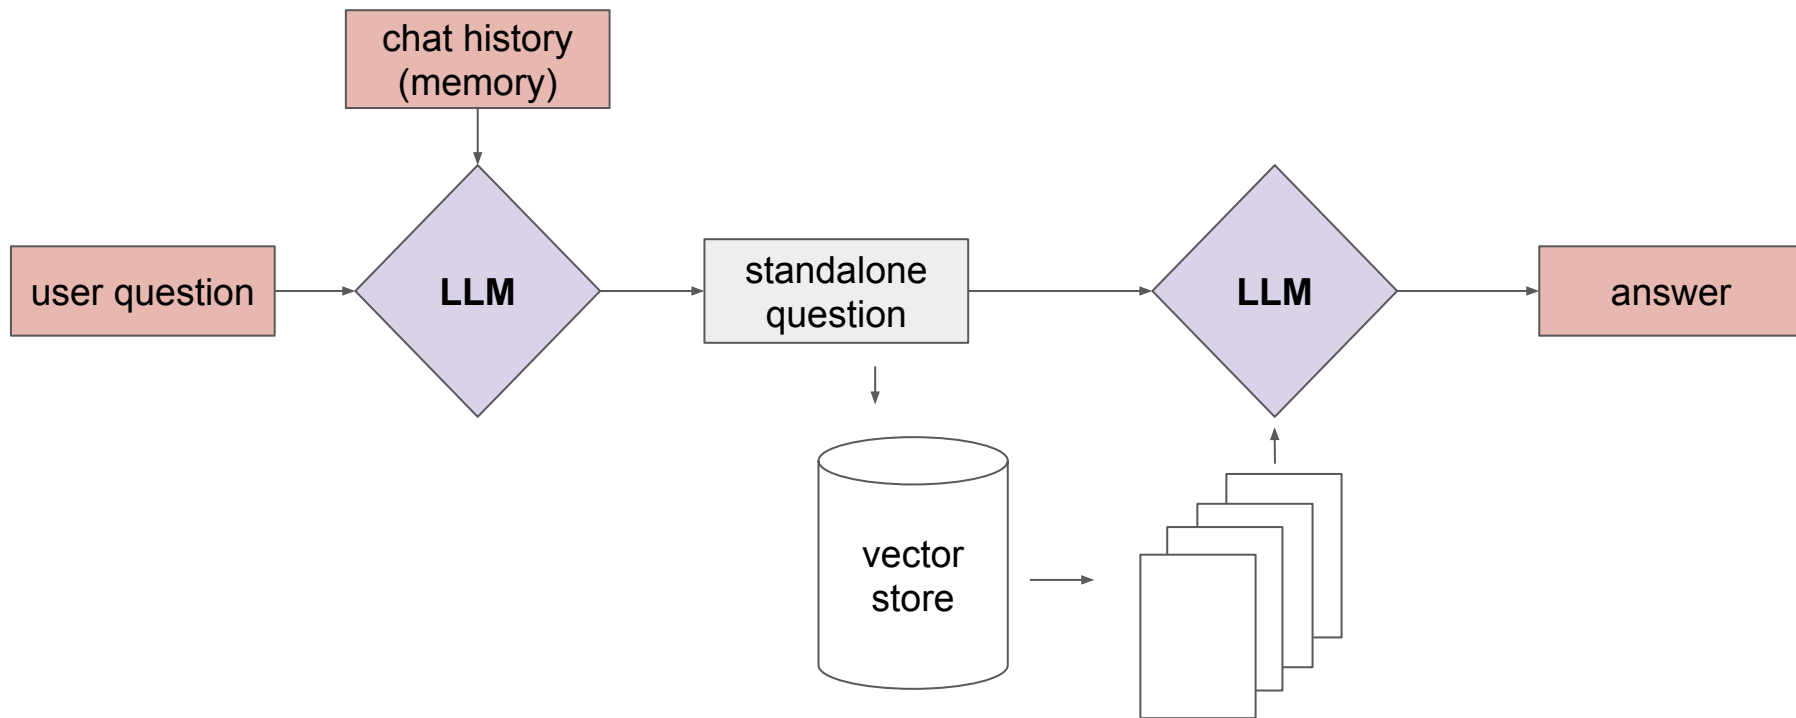 chat history
(memory)
user question
LLM
standalone
question
LLM
answer
vector
store